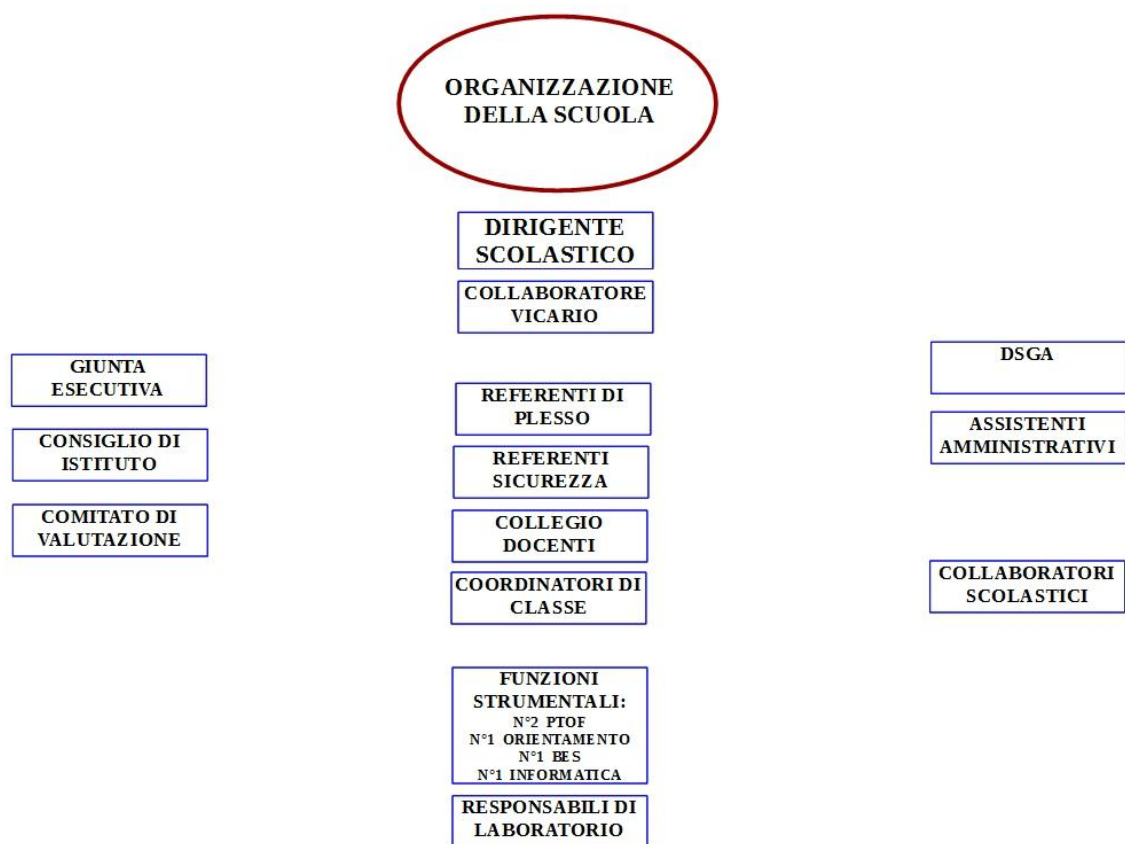 ORGANIZZAZIONE
DELLA SCUOLA
DIRIGENTE
SCOLASTICO
COLLABORATORE
VICARIO
GIUNTA
ESECUTIVA
CONSIGLIO DI
ISTITUTO
COMITATO DI
VALUTAZIONE
REFERENTI DI
PLESSO
REFERENTI
SICUREZZA
COLLEGIO
DOCENTI
COORDINATORI DI
CLASSE
FUNZIONI
STRUMENTALI:
N°2 PTOF
N°1 ORIENTAMENTO
N°1 BES
N°1 INFORMATICA
RESPONSABILI DI
LABORATORIO
DSGA
ASSISTENTI
AMMINISTRATIVI
COLLABORATORI
SCOLASTICI